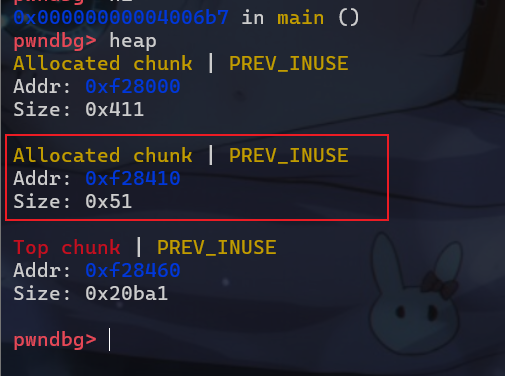 0x00000000004006b7 in main ()
pwndbg> heap
Allocated chunk | PREV_INUSE
Addr: 0xf28000
Size: 0x411
Allocated chunk | PREV_INUSE
Addr: 0xf28410
Size: 0x51
Top chunk | PREV_INUSE
Addr: 0xf28460
Size: 0x20ba1
pwndbg>